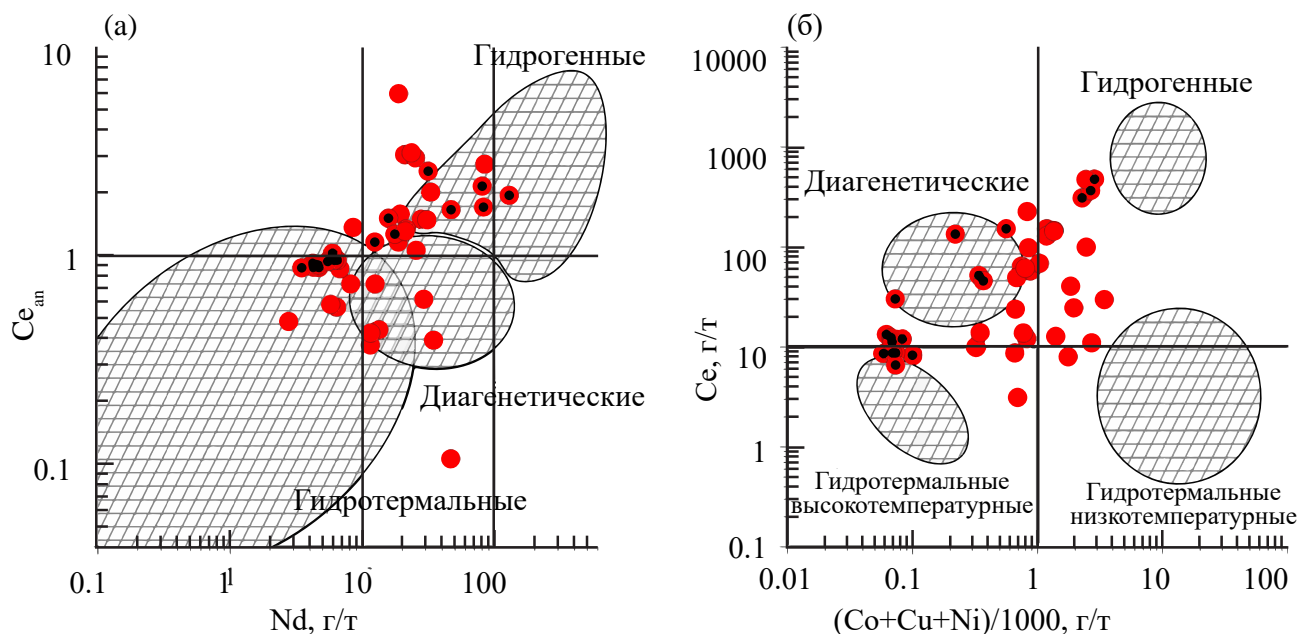 (а)
10
1
0.1
Ce an
0.1
1
10
100
Nd, г/т
Гидрогенные
Диагенетические
Гидротермальные
(б)
10000
1000
100
10
1
0.1
Ce, г/т
0.01
0.1
1
10
100
(Co+Cu+Ni)/1000, г/т
Гидрогенные
Диагенетические
Гидротермальные
высокотемпературные
Гидротермальные
низкотемпературные